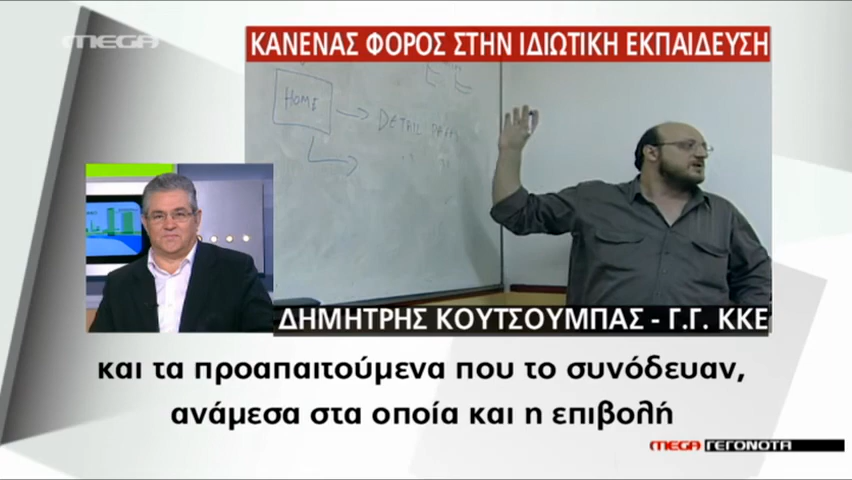 MEGA
ΚΑΝΕΝΑΣ ΦΟΡΟΣ ΣΤΗΝ ΙΔΙΩΤΙΚΗ ΕΚΠΑΙΔΕΥΣΗ
HOME
DETAIL
ΔΗΜΗΤΡΗΣ ΚΟΥΤΣΟΥΜΠΑΣ - Γ.Γ. ΚΚΕ
και τα προαπαιτούμενα που το συνόδευαν,
ανάμεσα στα οποία και η επιβολή
MEGA ΓΕΓΟΝΟΤΑ